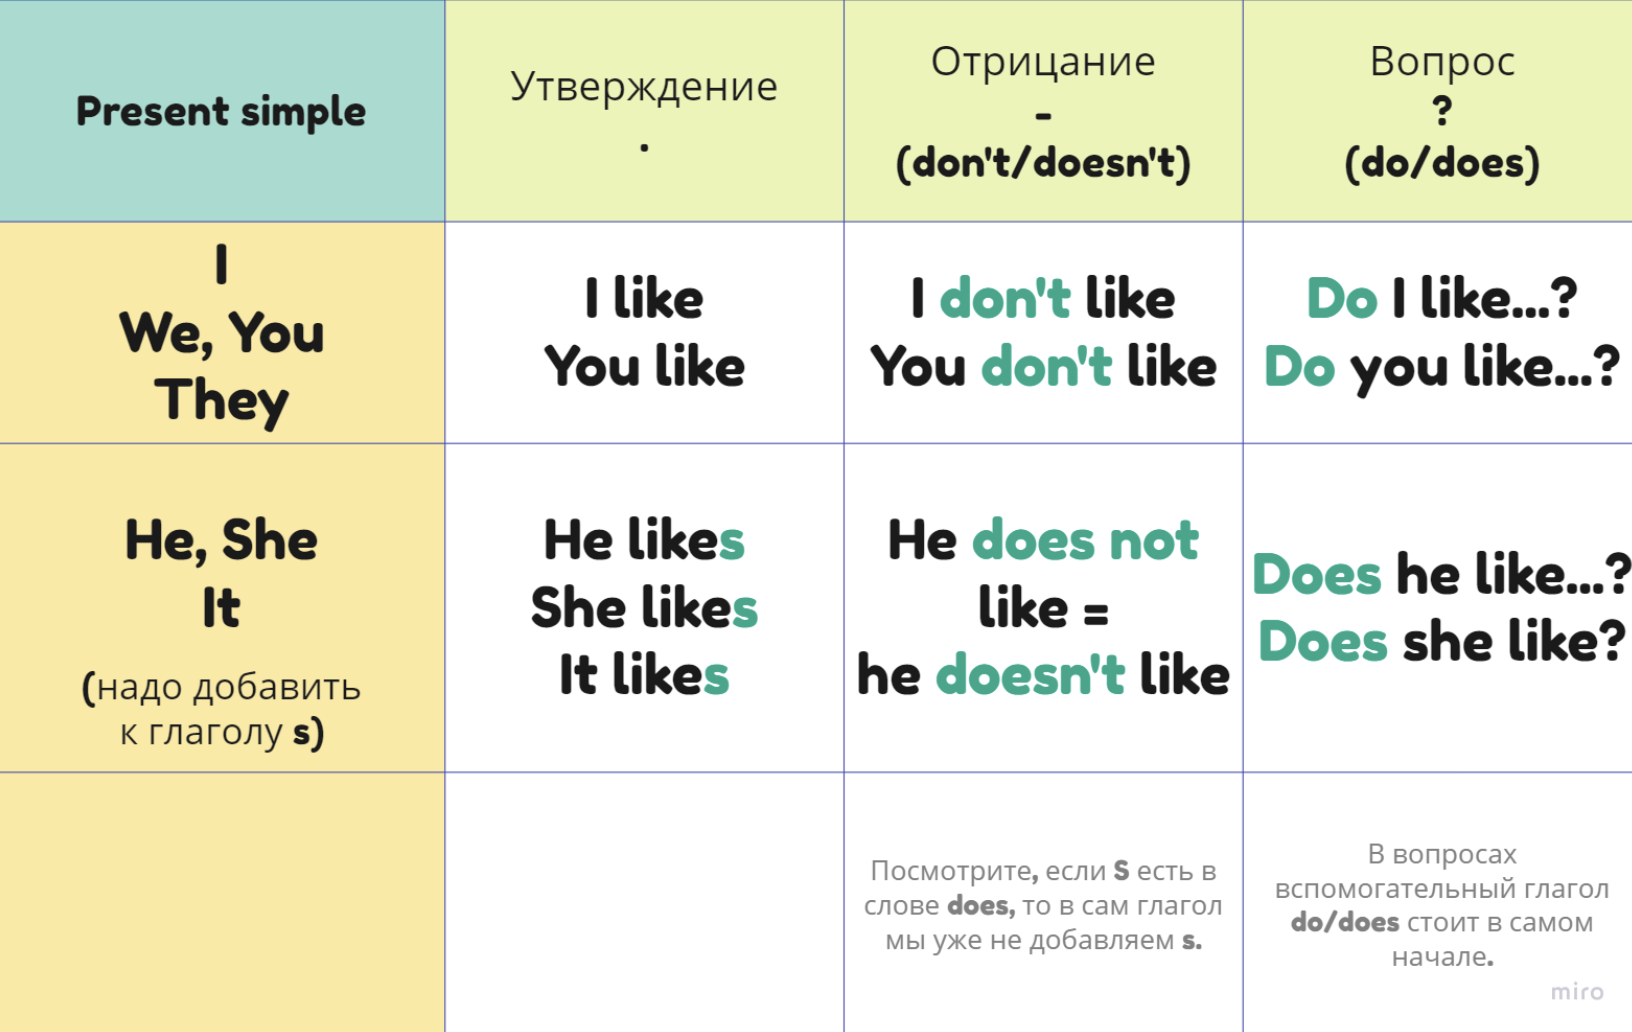 Present simple
Утверждение
.
Отрицание
-
(don't/doesn't)
Вопрос
?
(do/does)
I
We, You
They
I like
You like
I don't like
You don't like
Do I like...?
Do you like...?
He, She
It
(надо добавить
к глаголу s)
He likes
She likes
It likes
He does not
like =
he doesn't like
Does he like...?
Does she like?
Посмотрите, если S есть в
слове does, то в сам глагол
мы уже не добавляем s.
В вопросах
вспомогательный глагол
do/does стоит в самом
начале.
miro